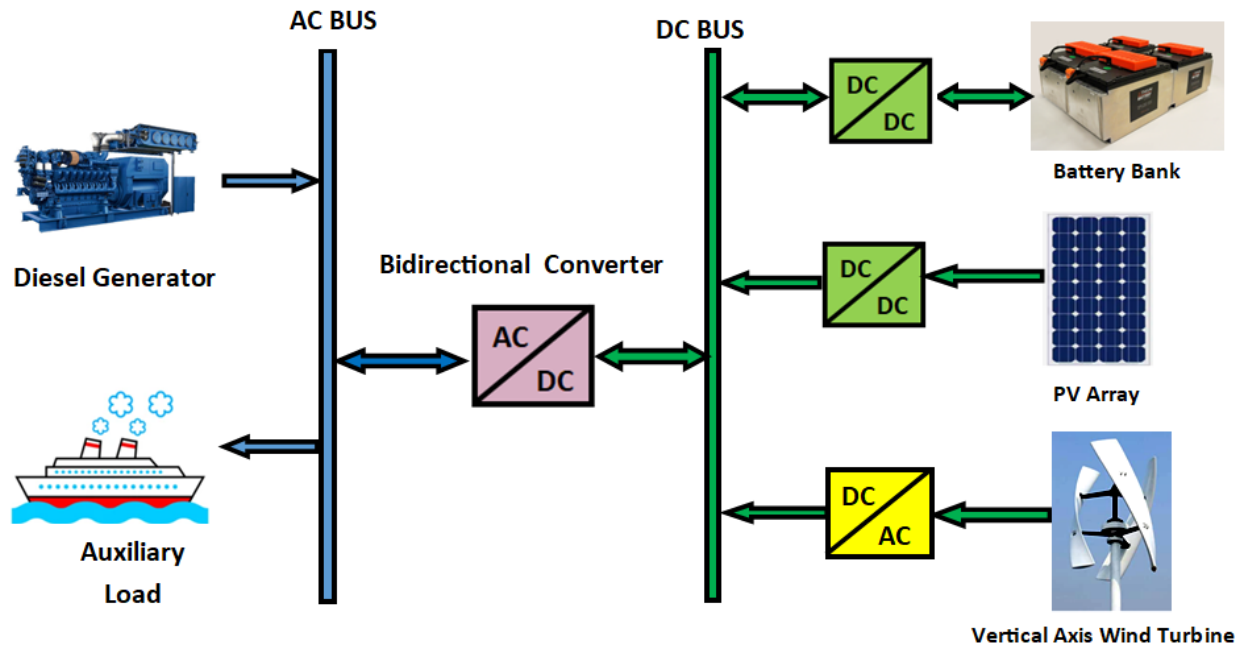 AC BUS
DC BUS
DC
DC
Battery Bank
Diesel Generator
Bidirectional Converter
DC
DC
AC
DC
PV Array
DC
AC
Auxiliary
Load
Vertical Axis Wind Turbine